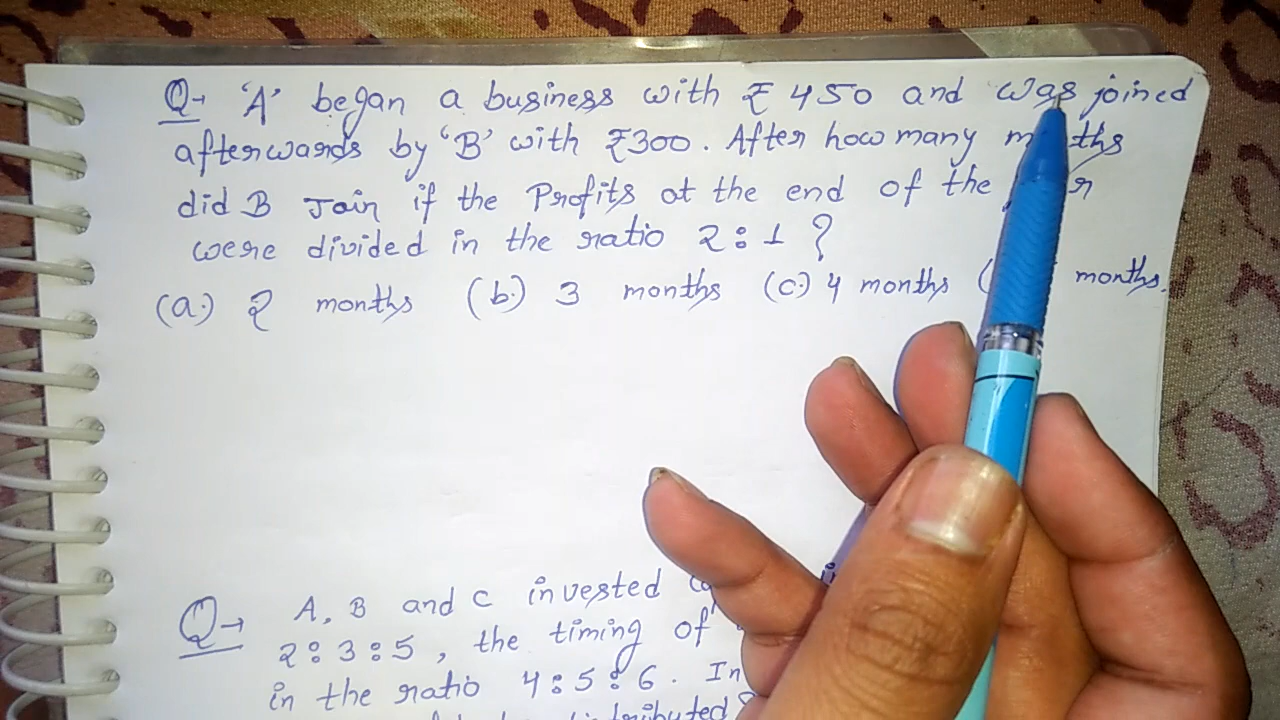 Q→ 'A' began a business with ₹450 and was joined
afterwards by 'B' with ₹300. After how many
did B Join if the Profits at the end of the
were divided in the ratio 2:1 ?
(a.) 2 months (b.) 3 months (c.) 4 months months.
Q→ A, B and C invested
2:3:5, the timing of
in the ratio 4:5:6. In